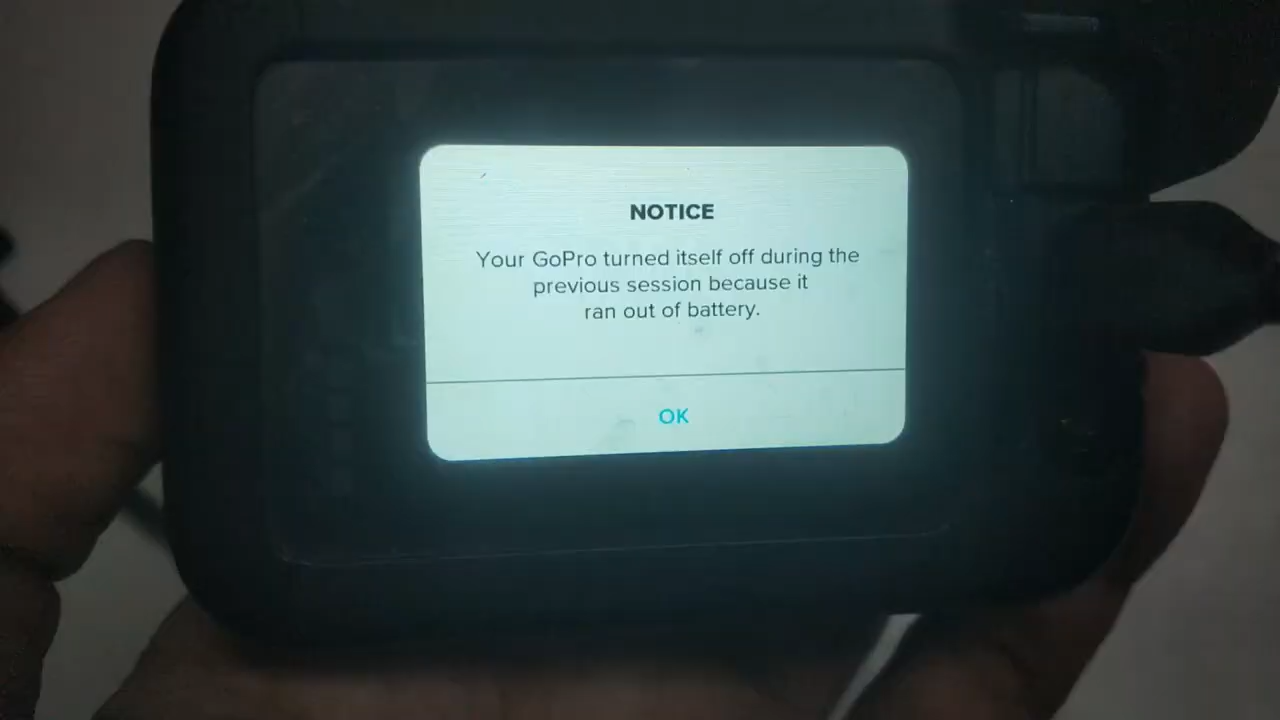 NOTICE
Your GoPro turned itself off during the
previous session because it
ran out of battery.
OK